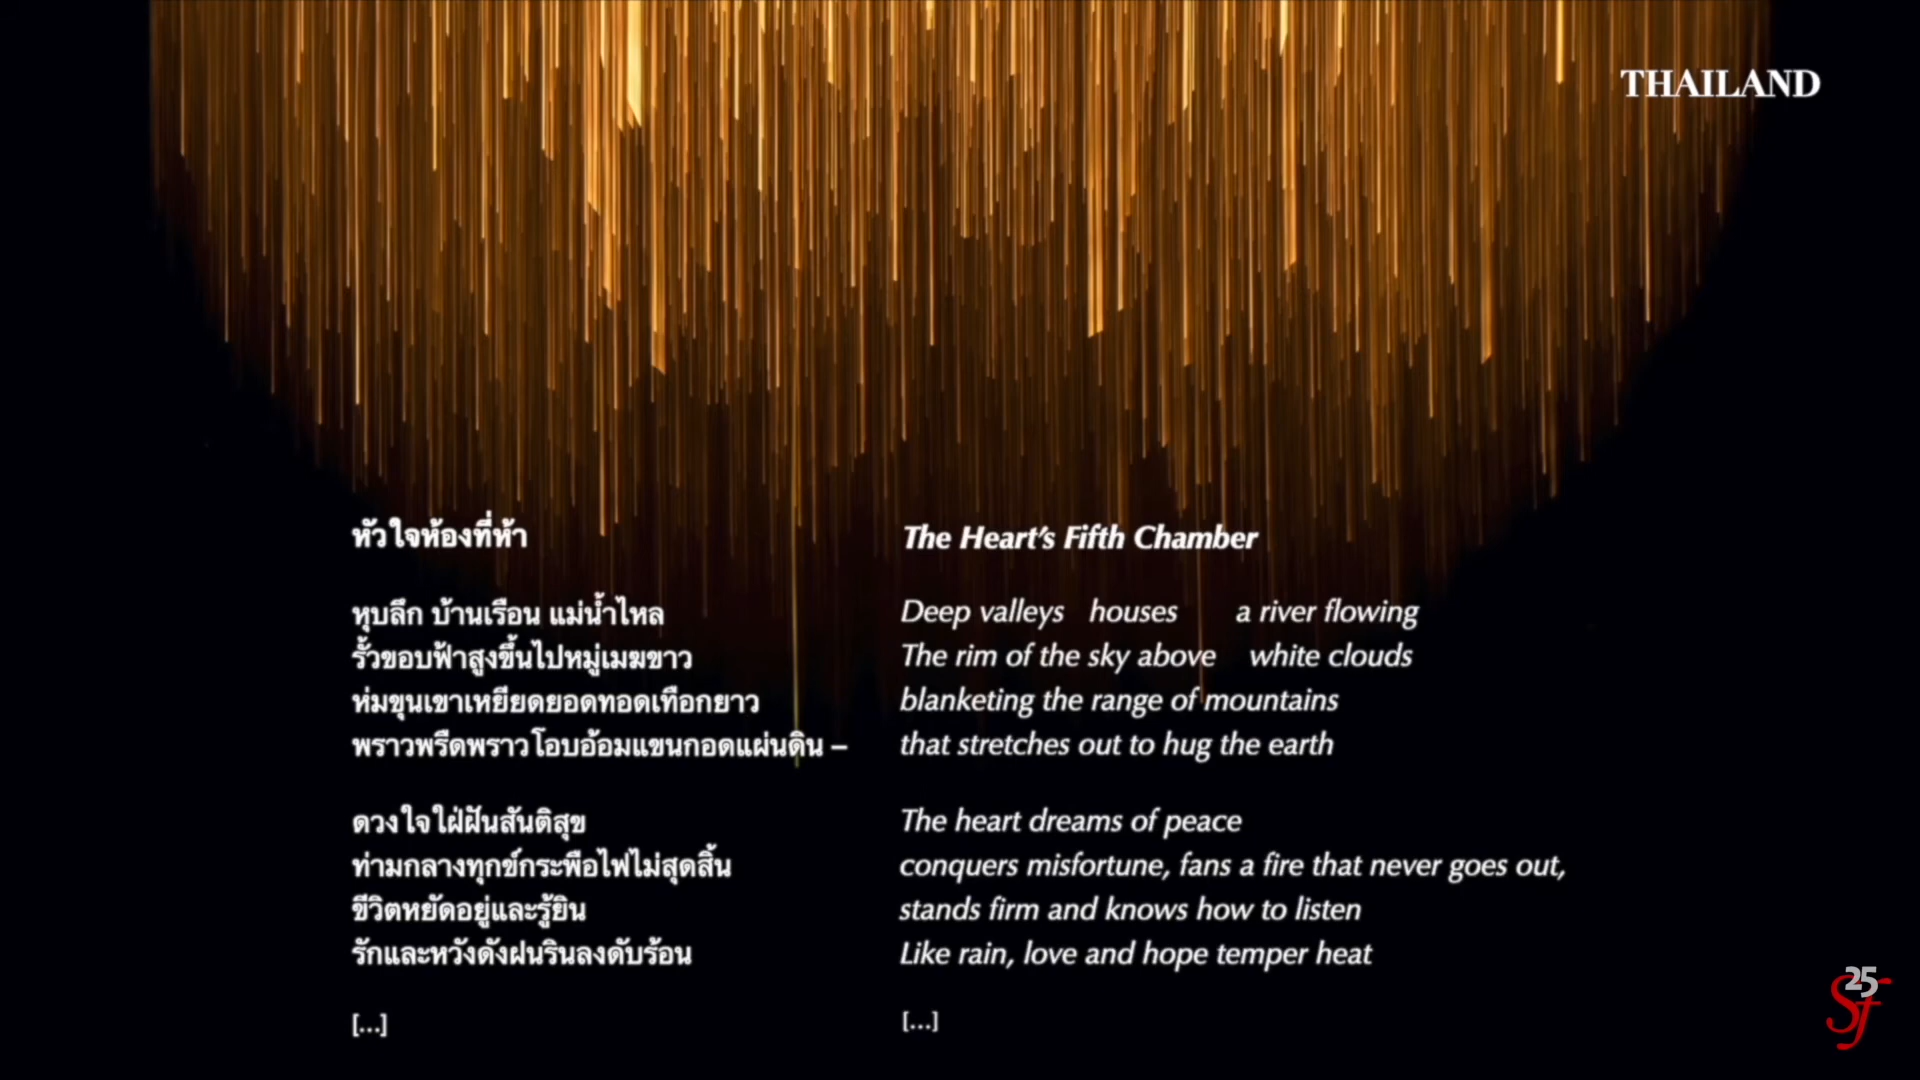 THAILAND
หัวใจห้องที่ห้า
หุบลึก บ้านเรือน แม่น้ำไหล
รั้วขอบฟ้าสูงขึ้นไปหมู่เมฆขาว
ห่มขุนเขาเหยียดยอดทอดเทือกยาว
พราวพรืดพราวโอบอ้อมแขนกอดแผ่นดิน –
ดวงใจใฝ่ฝันสันติสุข
ท่ามกลางทุกข์กระพือไฟไม่สุดสิ้น
ชีวิตหยัดอยู่และรู้ยิน
รักและหวังดังฝนรินลงดับร้อน
[...]
The Heart's Fifth Chamber
Deep valleys houses a river flowing
The rim of the sky above white clouds
blanketing the range of mountains
that stretches out to hug the earth
The heart dreams of peace
conquers misfortune, fans a fire that never goes out,
stands firm and knows how to listen
Like rain, love and hope temper heat
[...]
25
Sf